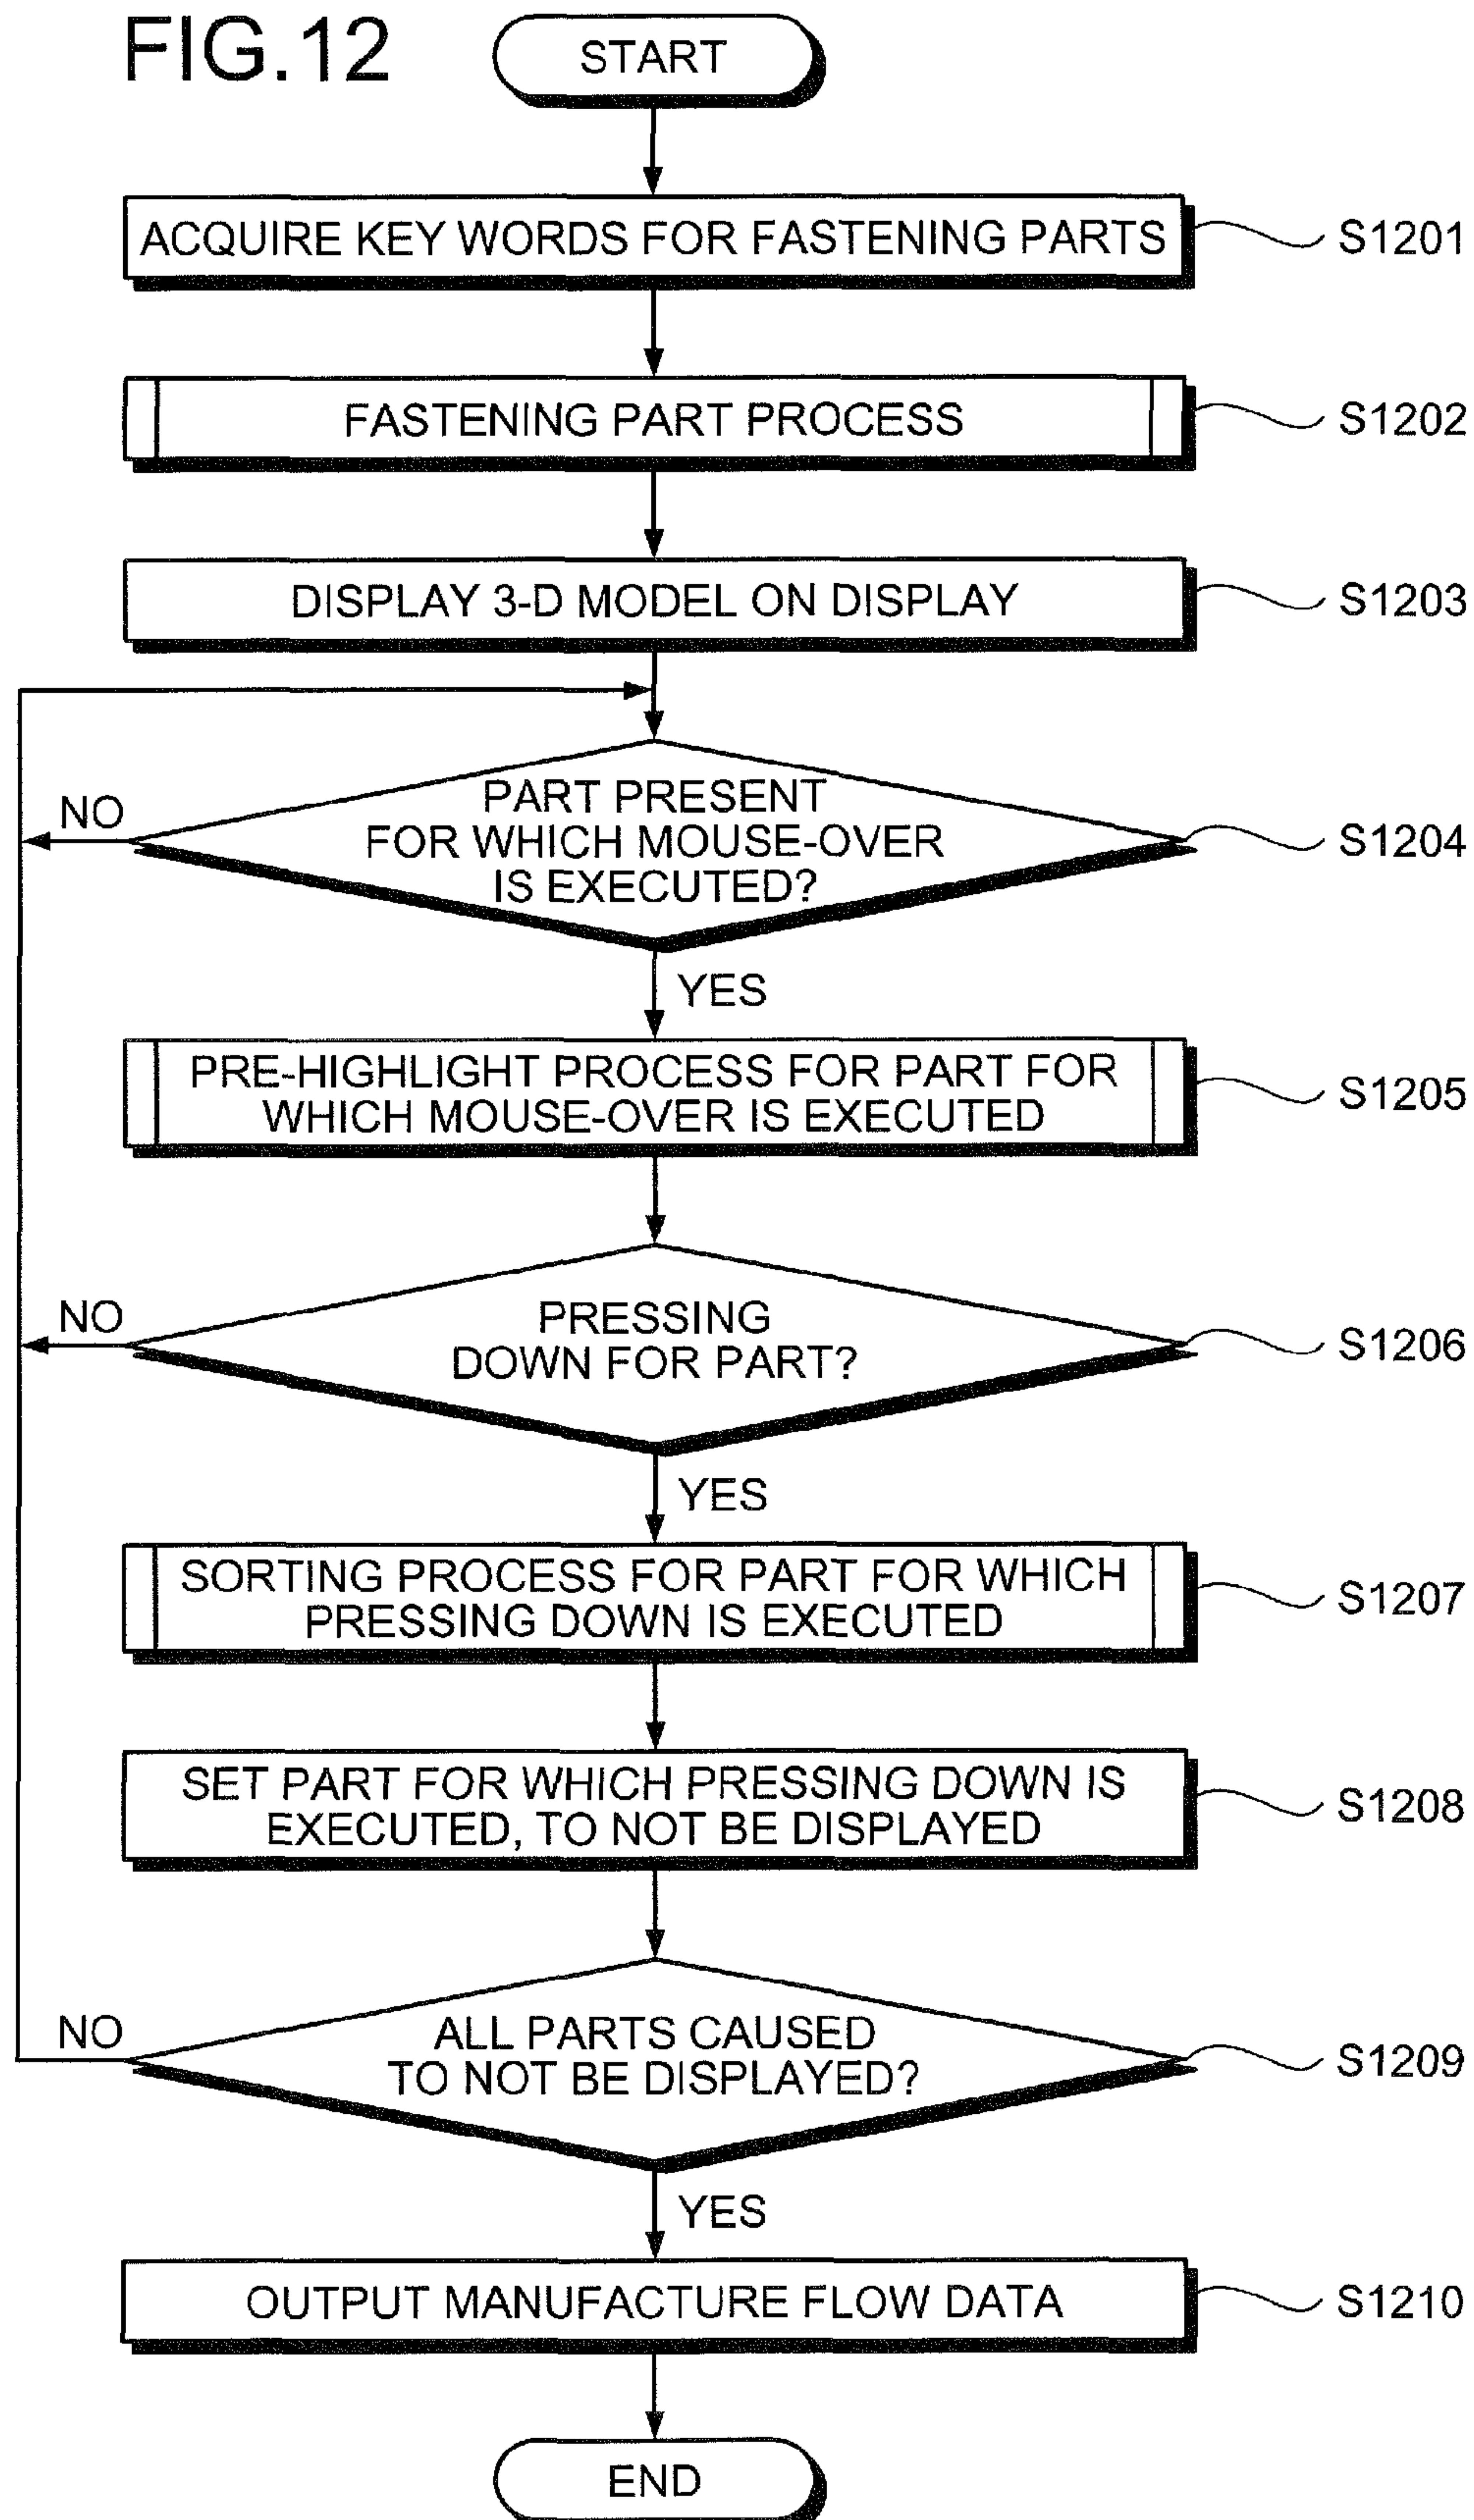 FIG.12
START
ACQUIRE KEY WORDS FOR FASTENING PARTS
S1201
FASTENING PART PROCESS
S1202
DISPLAY 3-D MODEL ON DISPLAY
S1203
PART PRESENT
FOR WHICH MOUSE-OVER
IS EXECUTED?
NO
S1204
YES
PRE-HIGHLIGHT PROCESS FOR PART FOR
WHICH MOUSE-OVER IS EXECUTED
S1205
PRESSING
DOWN FOR PART?
NO
S1206
YES
SORTING PROCESS FOR PART FOR WHICH
PRESSING DOWN IS EXECUTED
S1207
SET PART FOR WHICH PRESSING DOWN IS
EXECUTED, TO NOT BE DISPLAYED
S1208
ALL PARTS CAUSED
TO NOT BE DISPLAYED?
NO
S1209
YES
OUTPUT MANUFACTURE FLOW DATA
S1210
END